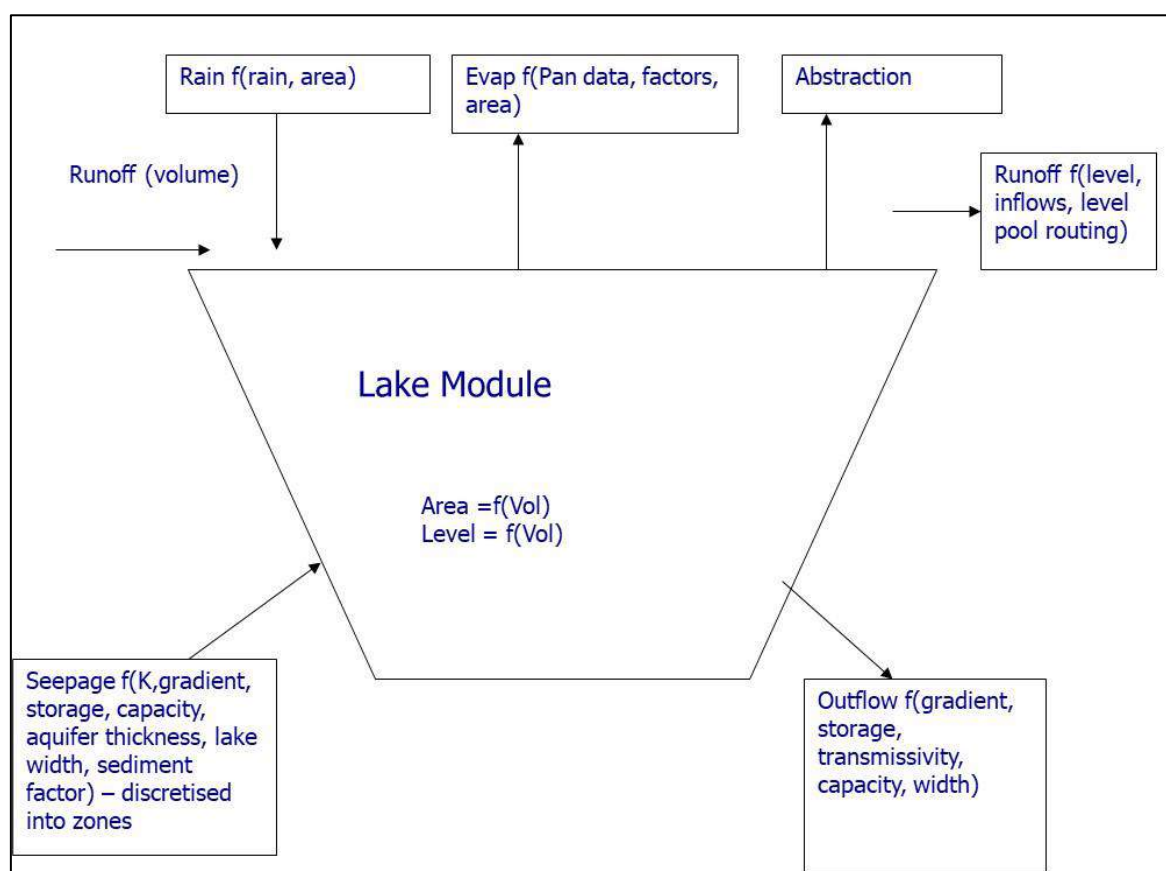 Rain f(rain, area)
Evap f(Pan data, factors,
area)
Abstraction
Runoff (volume)
Runoff f(level,
inflows, level
pool routing)
Lake Module
Area =f(Vol)
Level = f(Vol)
Seepage f(K,gradient,
storage, capacity,
aquifer thickness, lake
width, sediment
factor) – discretised
into zones
Outflow f(gradient,
storage,
transmissivity,
capacity, width)